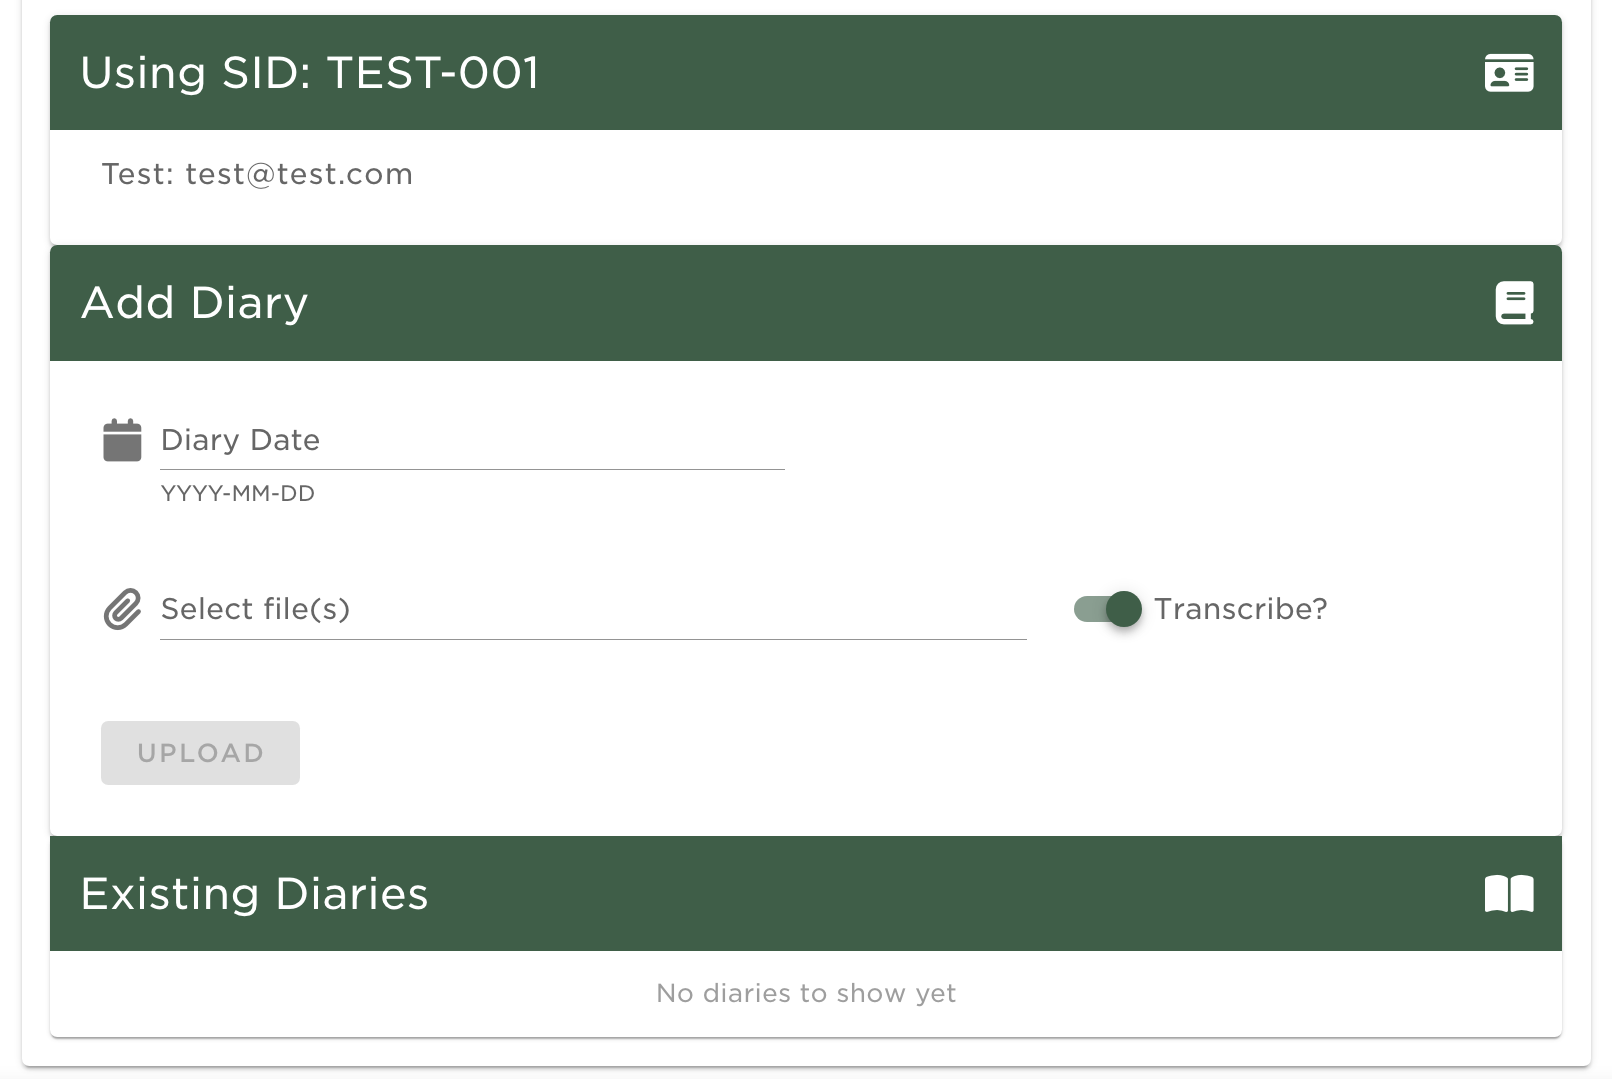 Using SID: TEST-001
Test: test@test.com
Add Diary
Diary Date
YYYY-MM-DD
Select file(s)
Transcribe?
UPLOAD
Existing Diaries
No diaries to show yet